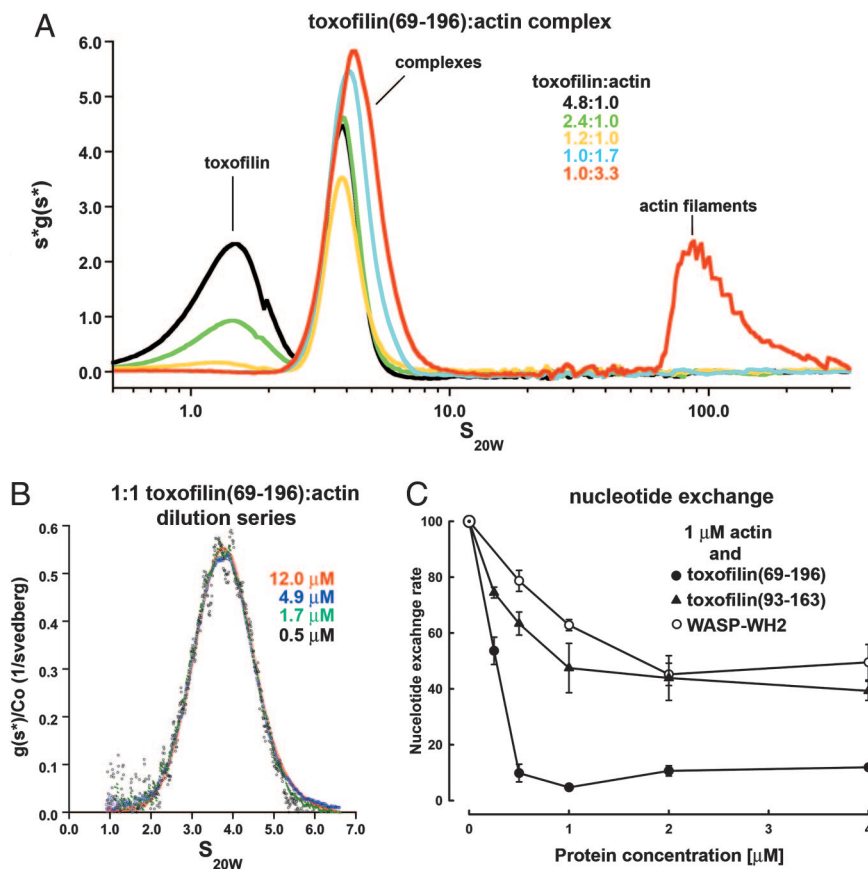 A
toxofilin(69-196):actin complex
6.0
5.0
4.0
3.0
2.0
1.0
0.0
s*g(s*)
toxofilin
complexes
toxofilin:actin
4.8:1.0
2.4:1.0
1.2:1.0
1.0:1.7
1.0:3.3
actin filaments
1.0
10.0
100.0
S20W
B
1:1 toxofilin(69-196):actin
dilution series
0.6
0.5
0.4
0.3
0.2
0.1
0.0
g(s*)/Co (1/svedberg)
12.0 μM
4.9 μM
1.7 μM
0.5 μM
0.0
1.0
2.0
3.0
4.0
5.0
6.0
7.0
S20W
C
nucleotide exchange
100
80
60
40
20
0
Nucelotide excahnge rate
1 μM actin
and
toxofilin(69-196)
toxofilin(93-163)
WASP-WH2
0
1
2
3
4
Protein concentration [μM]